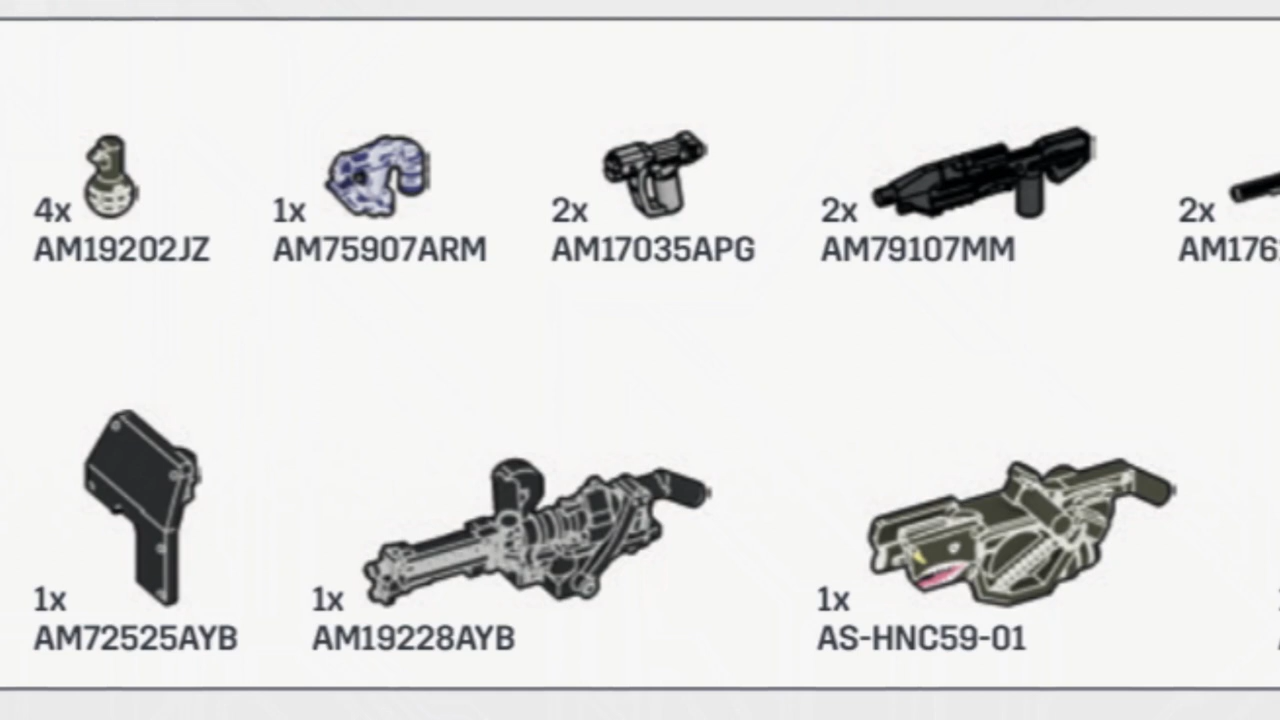 4x
AM19202JZ
1x
AM75907ARM
2x
AM17035APG
2x
AM79107MM
2x
1x
AM72525AYB
1x
AM19228AYB
1x
AS-HNC59-01